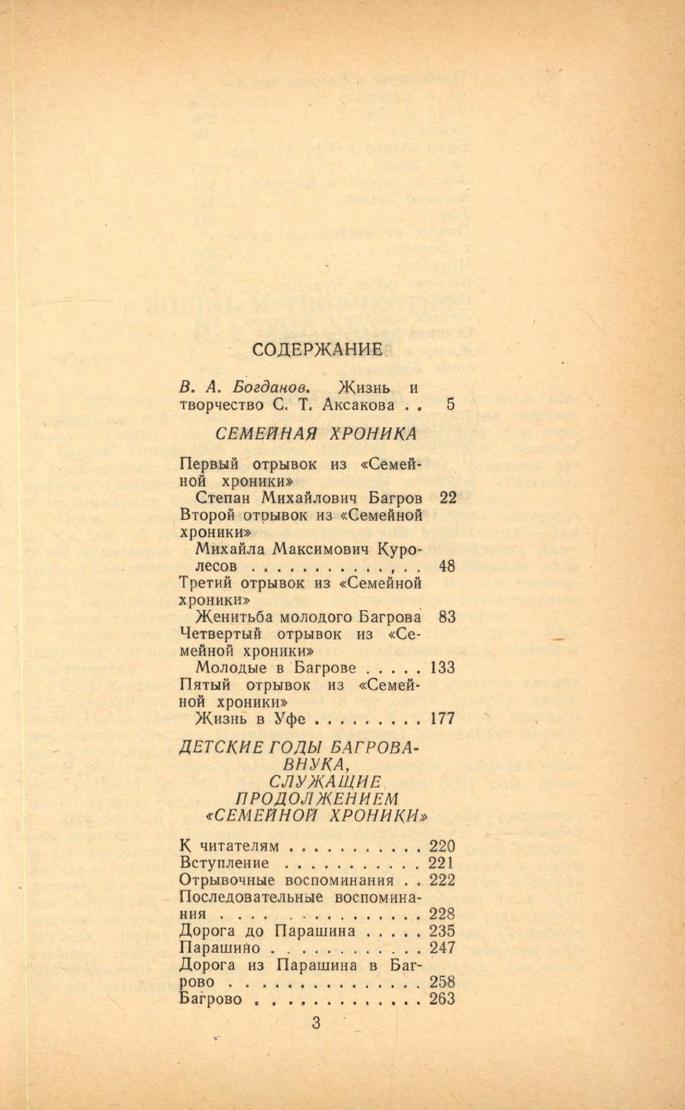 СОДЕРЖАНИЕ
В. А. Богданов. Жизнь и
творчество С. Т. Аксакова . . 5
СЕМЕЙНАЯ ХРОНИКА
Первый отрывок из «Семей-
ной хроники»
Степан Михайлович Багров 22
Второй отрывок из «Семейной
хроники»
Михайла Максимович Куро-
лесов . . . . . . . . . . . . . 48
Третий отрывок из «Семейной
хроники»
Женитьба молодого Багрова 83
Четвертый отрывок из «Се-
мейной хроники»
Молодые в Багрове . . . . . 133
Пятый отрывок из «Семей-
ной хроники»
Жизнь в Уфе . . . . . . . . . 177
ДЕТСКИЕ ГОДЫ БАГРОВА-
ВНУКА,
СЛУЖАЩИЕ
ПРОДОЛЖЕНИЕМ
«СЕМЕЙНОЙ ХРОНИКИ»
К читателям . . . . . . . . . . . 220
Вступление . . . . . . . . . . . 221
Отрывочные воспоминания . . 222
Последовательные воспомина-
ния . . . . . . . . . . . . . . . 228
Дорога до Парашина . . . . . 235
Парашино . . . . . . . . . . . . 247
Дорога из Парашина в Баг-
рово . . . . . . . . . . . . . . . 258
Багрово . . . . . . . . . . . . . 263
3